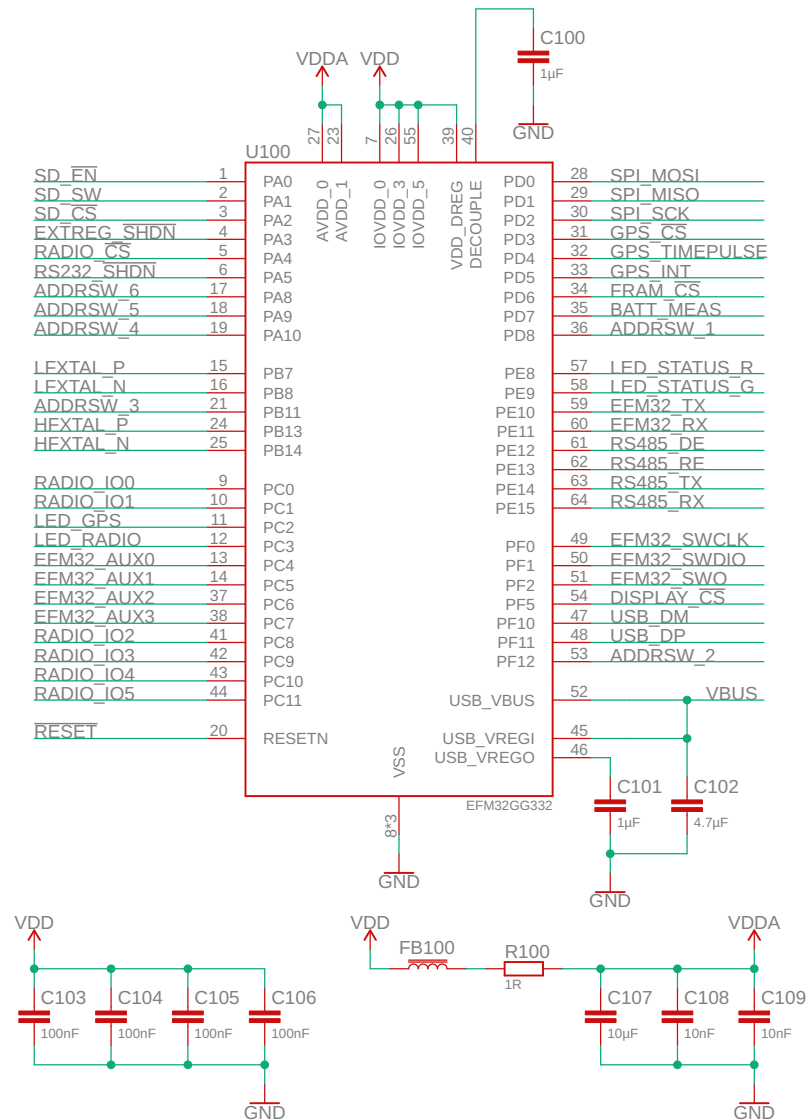 C100
1µF
GND
VDDA
VDD
27
23
7
26
55
39
40
U100
AVDD_0
AVDD_1
IOVDD_0
IOVDD_3
IOVDD_5
VDD_DREG
DECOUPLE
SD_EN 1 PA0
SD_SW 2 PA1
SD_CS 3 PA2
EXTREG_SHDN 4 PA3
RADIO_CS 5 PA4
RS232_SHDN 6 PA5
ADDRSW_6 17 PA8
ADDRSW_5 18 PA9
ADDRSW_4 19 PA10
LFXTAL_P 15 PB7
LFXTAL_N 16 PB8
ADDRSW_3 21 PB11
HFXTAL_P 24 PB13
HFXTAL_N 25 PB14
RADIO_IO0 9 PC0
RADIO_IO1 10 PC1
LED_GPS 11 PC2
LED_RADIO 12 PC3
EFM32_AUX0 13 PC4
EFM32_AUX1 14 PC5
EFM32_AUX2 37 PC6
EFM32_AUX3 38 PC7
RADIO_IO2 41 PC8
RADIO_IO3 42 PC9
RADIO_IO4 43 PC10
RADIO_IO5 44 PC11
RESET 20 RESETN
PD0 28 SPI_MOSI
PD1 29 SPI_MISO
PD2 30 SPI_SCK
PD3 31 GPS_CS
PD4 32 GPS_TIMEPULSE
PD5 33 GPS_INT
PD6 34 FRAM_CS
PD7 35 BATT_MEAS
PD8 36 ADDRSW_1
PE8 57 LED_STATUS_R
PE9 58 LED_STATUS_G
PE10 59 EFM32_TX
PE11 60 EFM32_RX
PE12 61 RS485_DE
PE13 62 RS485_RE
PE14 63 RS485_TX
PE15 64 RS485_RX
PF0 49 EFM32_SWCLK
PF1 50 EFM32_SWDIO
PF2 51 EFM32_SWO
PF5 54 DISPLAY_CS
PF10 47 USB_DM
PF11 48 USB_DP
PF12 53 ADDRSW_2
USB_VBUS 52 VBUS
USB_VREGI 45
USB_VREGO 46
VSS
8*3
GND
EFM32GG332
C101
1µF
C102
4.7µF
GND
VDD
C103
100nF
C104
100nF
C105
100nF
C106
100nF
GND
VDD
FB100
R100
1R
VDDA
C107
10µF
C108
10nF
C109
10nF
GND